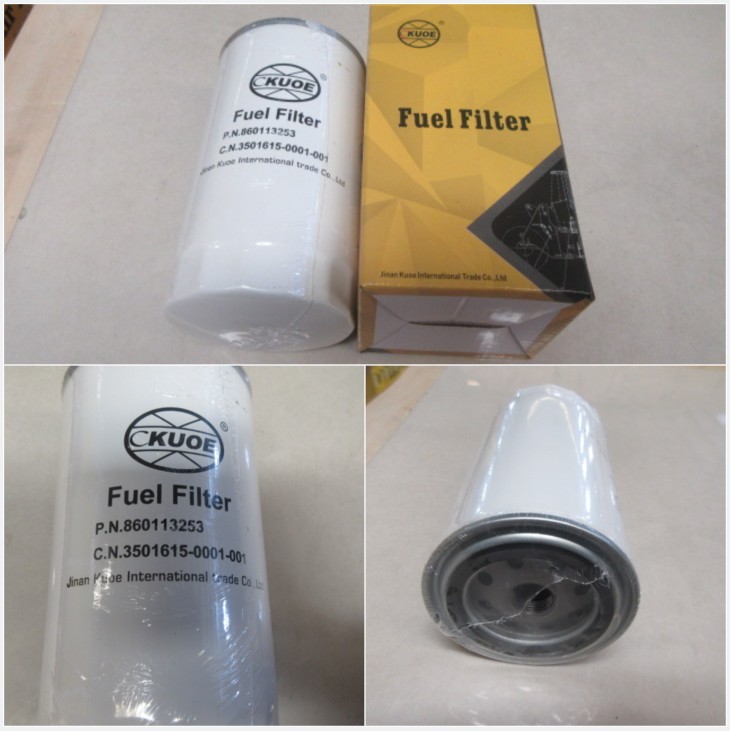 CKUOE ®
Fuel Filter
P.N.860113253
C.N.3501615-0001-001
Jinan Kuoe International trade Co.,Ltd
CKUOE
Fuel Filter
Jinan Kuoe International Trade Co.,Ltd
CKUOE ®
Fuel Filter
P.N.860113253
C.N.3501615-0001-001
Jinan Kuoe International trade Co.,Ltd